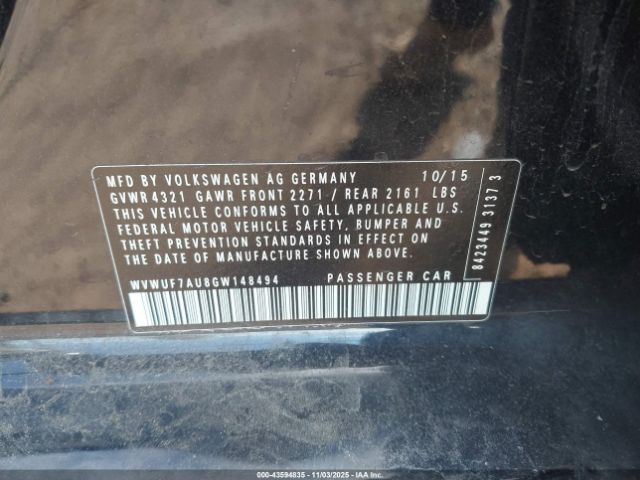 MFD BY VOLKSWAGEN AG GERMANY 10/15
GVWR 4321 GAWR FRONT 2271 / REAR 2161 LBS
THIS VEHICLE CONFORMS TO ALL APPLICABLE U.S.
FEDERAL MOTOR VEHICLE SAFETY, BUMPER AND
THEFT PREVENTION STANDARDS IN EFFECT ON
THE DATE OF MANUFACTURE SHOWN ABOVE.
WVWUF7AU8GW148494 PASSENGER CAR
8423449 3137 3
000-43594835 - 11/03/2025 - IAA Inc.